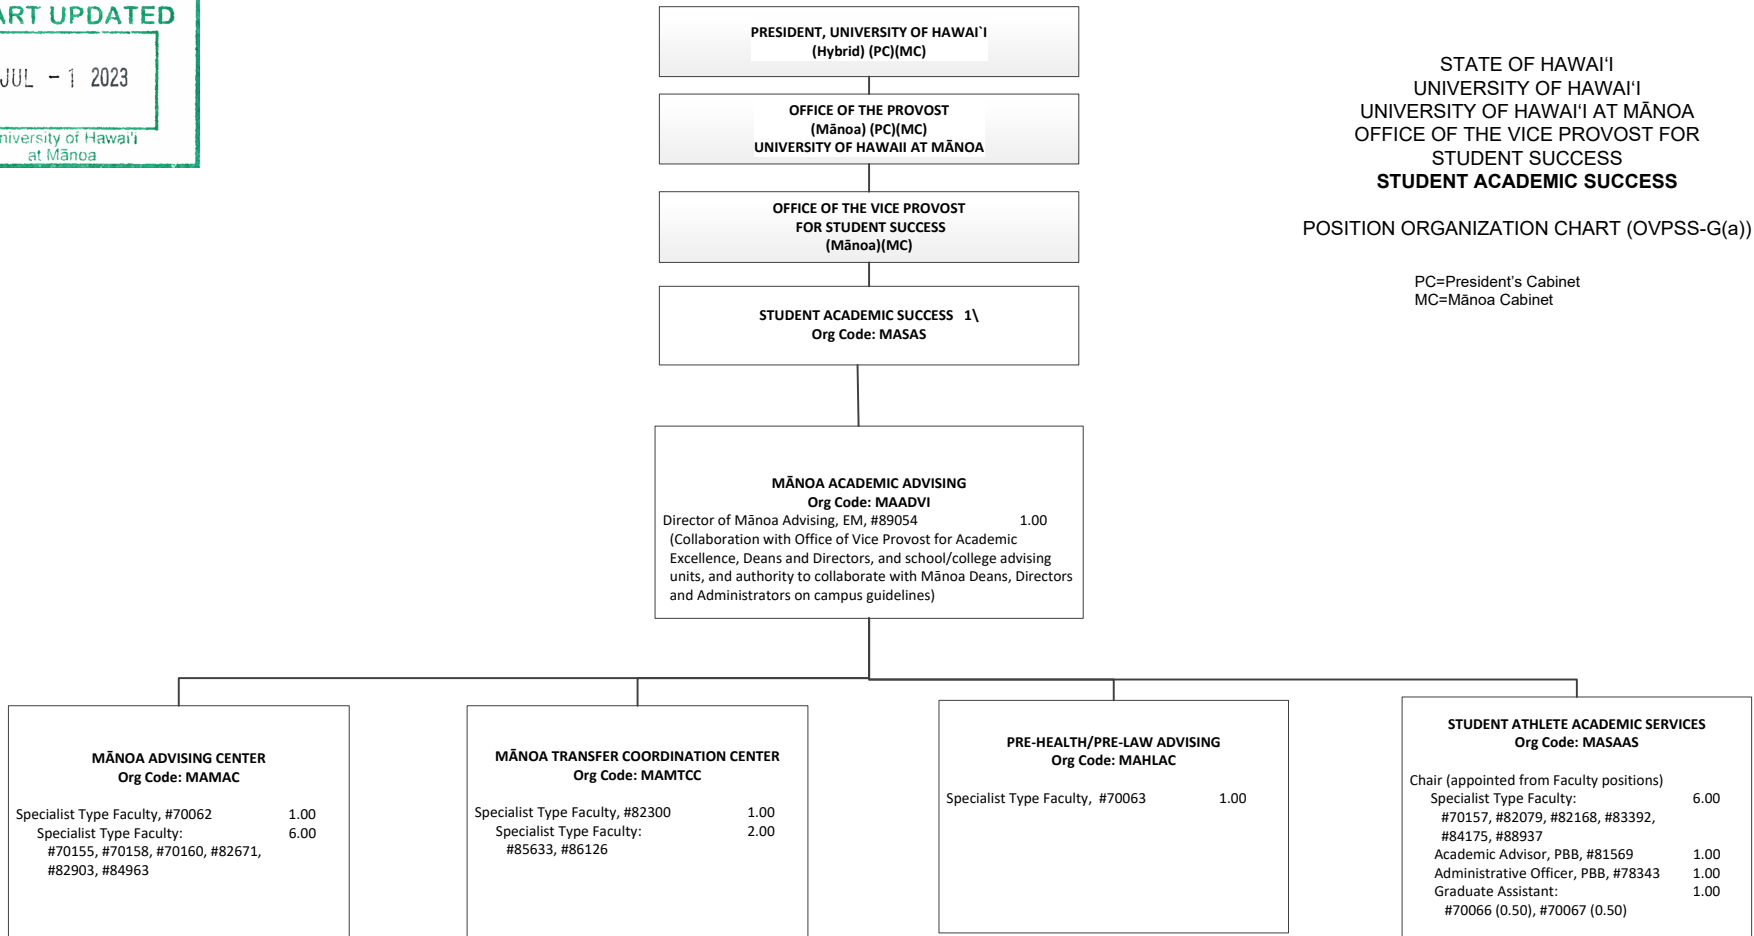 ART UPDATED
JUL - 1 2023
University of Hawai'i
at Mānoa
PRESIDENT, UNIVERSITY OF HAWAI`I
(Hybrid) (PC)(MC)
OFFICE OF THE PROVOST
(Mānoa) (PC)(MC)
UNIVERSITY OF HAWAII AT MĀNOA
OFFICE OF THE VICE PROVOST
FOR STUDENT SUCCESS
(Mānoa)(MC)
STUDENT ACADEMIC SUCCESS 1\
Org Code: MASAS
STATE OF HAWAI‘I
UNIVERSITY OF HAWAI‘I
UNIVERSITY OF HAWAI‘I AT MĀNOA
OFFICE OF THE VICE PROVOST FOR
STUDENT SUCCESS
STUDENT ACADEMIC SUCCESS
POSITION ORGANIZATION CHART (OVPSS-G(a))
PC=President’s Cabinet
MC=Mānoa Cabinet
MĀNOA ACADEMIC ADVISING
Org Code: MAADVI
Director of Mānoa Advising, EM, #89054 1.00
(Collaboration with Office of Vice Provost for Academic
Excellence, Deans and Directors, and school/college advising
units, and authority to collaborate with Mānoa Deans, Directors
and Administrators on campus guidelines)
MĀNOA ADVISING CENTER
Org Code: MAMAC
Specialist Type Faculty, #70062 1.00
Specialist Type Faculty: 6.00
#70155, #70158, #70160, #82671,
#82903, #84963
MĀNOA TRANSFER COORDINATION CENTER
Org Code: MAMTCC
Specialist Type Faculty, #82300 1.00
Specialist Type Faculty: 2.00
#85633, #86126
PRE-HEALTH/PRE-LAW ADVISING
Org Code: MAHLAC
Specialist Type Faculty, #70063 1.00
STUDENT ATHLETE ACADEMIC SERVICES
Org Code: MASAAS
Chair (appointed from Faculty positions)
Specialist Type Faculty: 6.00
#70157, #82079, #82168, #83392,
#84175, #88937
Academic Advisor, PBB, #81569 1.00
Administrative Officer, PBB, #78343 1.00
Graduate Assistant: 1.00
#70066 (0.50), #70067 (0.50)